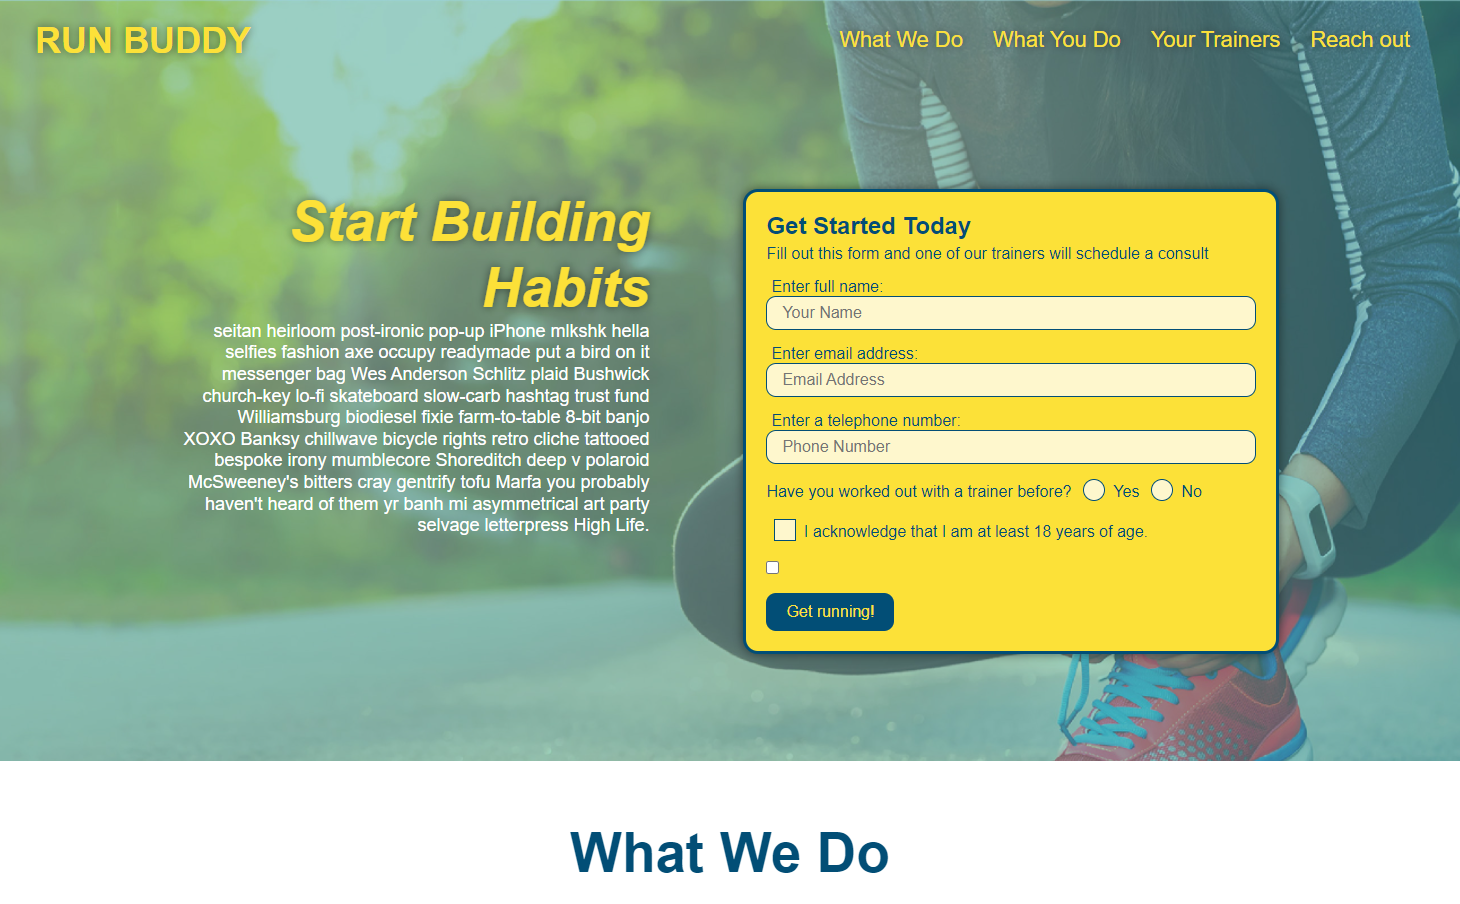 RUN BUDDY
What We Do What You Do Your Trainers Reach out
Start Building
Habits
seitan heirloom post-ironic pop-up iPhone mlkshk hella
selfies fashion axe occupy readymade put a bird on it
messenger bag Wes Anderson Schlitz plaid Bushwick
church-key lo-fi skateboard slow-carb hashtag trust fund
Williamsburg biodiesel fixie farm-to-table 8-bit banjo
XOXO Banksy chillwave bicycle rights retro cliche tattooed
bespoke irony mumblecore Shoreditch deep v polaroid
McSweeney's bitters cray gentrify tofu Marfa you probably
haven't heard of them yr banh mi asymmetrical art party
selvage letterpress High Life.
Get Started Today
Fill out this form and one of our trainers will schedule a consult
Enter full name:
Your Name
Enter email address:
Email Address
Enter a telephone number:
Phone Number
Have you worked out with a trainer before? Yes No
I acknowledge that I am at least 18 years of age.
Get running!
What We Do